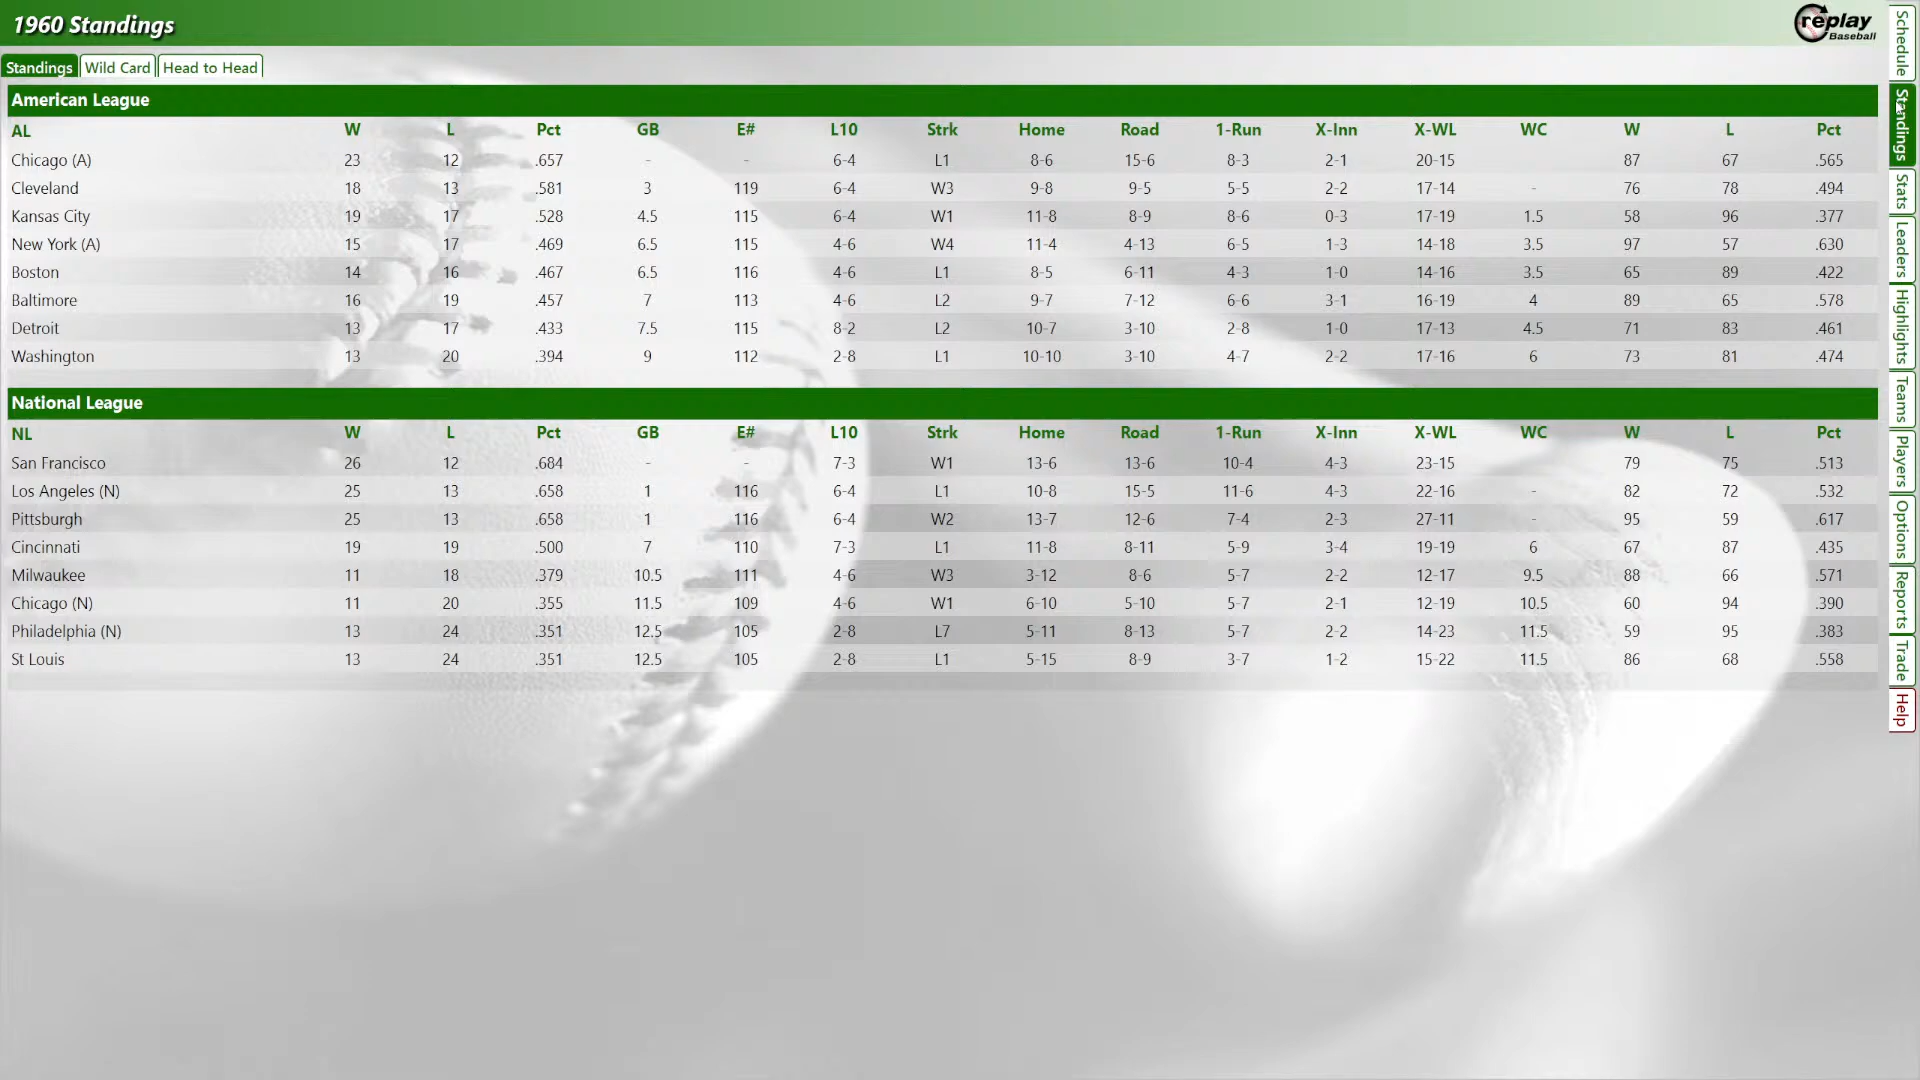 1960 Standings
replay
Baseball
Standings Wild Card Head to Head
American League
AL W L Pct GB E# L10 Strk Home Road 1-Run X-Inn X-WL WC W L Pct
Chicago (A) 23 12 .657 - - 6-4 L1 8-6 15-6 8-3 2-1 20-15 87 67 .565
Cleveland 18 13 .581 3 119 6-4 W3 9-8 9-5 5-5 2-2 17-14 - 76 78 .494
Kansas City 19 17 .528 4.5 115 6-4 W1 11-8 8-9 8-6 0-3 17-19 1.5 58 96 .377
New York (A) 15 17 .469 6.5 115 4-6 W4 11-4 4-13 6-5 1-3 14-18 3.5 97 57 .630
Boston 14 16 .467 6.5 116 4-6 L1 8-5 6-11 4-3 1-0 14-16 3.5 65 89 .422
Baltimore 16 19 .457 7 113 4-6 L2 9-7 7-12 6-6 3-1 16-19 4 89 65 .578
Detroit 13 17 .433 7.5 115 8-2 L2 10-7 3-10 2-8 1-0 17-13 4.5 71 83 .461
Washington 13 20 .394 9 112 2-8 L1 10-10 3-10 4-7 2-2 17-16 6 73 81 .474
National League
NL W L Pct GB E# L10 Strk Home Road 1-Run X-Inn X-WL WC W L Pct
San Francisco 26 12 .684 - - 7-3 W1 13-6 13-6 10-4 4-3 23-15 79 75 .513
Los Angeles (N) 25 13 .658 1 116 6-4 L1 10-8 15-5 11-6 4-3 22-16 - 82 72 .532
Pittsburgh 25 13 .658 1 116 6-4 W2 13-7 12-6 7-4 2-3 27-11 - 95 59 .617
Cincinnati 19 19 .500 7 110 7-3 L1 11-8 8-11 5-9 3-4 19-19 6 67 87 .435
Milwaukee 11 18 .379 10.5 111 4-6 W3 3-12 8-6 5-7 2-2 12-17 9.5 88 66 .571
Chicago (N) 11 20 .355 11.5 109 4-6 W1 6-10 5-10 5-7 2-1 12-19 10.5 60 94 .390
Philadelphia (N) 13 24 .351 12.5 105 2-8 L7 5-11 8-13 5-7 2-2 14-23 11.5 59 95 .383
St Louis 13 24 .351 12.5 105 2-8 L1 5-15 8-9 3-7 1-2 15-22 11.5 86 68 .558
Schedule
Standings
Stats
Leaders
Highlights
Teams
Players
Options
Reports
Trade
Help